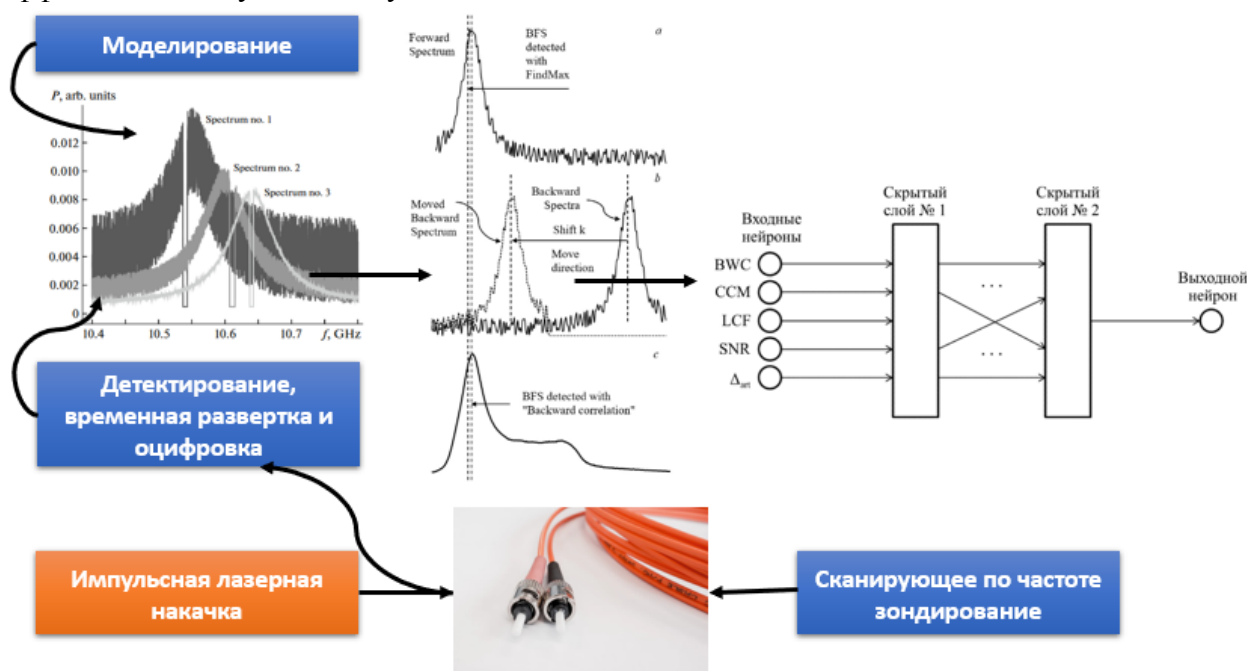 Моделирование
P, arb. units
0.012
0.010
0.008
0.006
0.004
0.002
0
10.4
10.5
10.6
10.7
f, GHz
Spectrum no. 1
Spectrum no. 2
Spectrum no. 3
Детектирование,
временная развертка и
оцифровка
Импульсная лазерная
накачка
a
Forward
Spectrum
BFS
detected
with
FindMax
b
Moved
Backward
Spectrum
Backward
Spectra
Shift k
Move
direction
c
BFS detected with
"Backward correlation"
Входные
нейроны
BWC
CCM
LCF
SNR
Δart
Скрытый
слой № 1
Скрытый
слой № 2
...
...
Выходной
нейрон
Сканирующее по частоте
зондирование